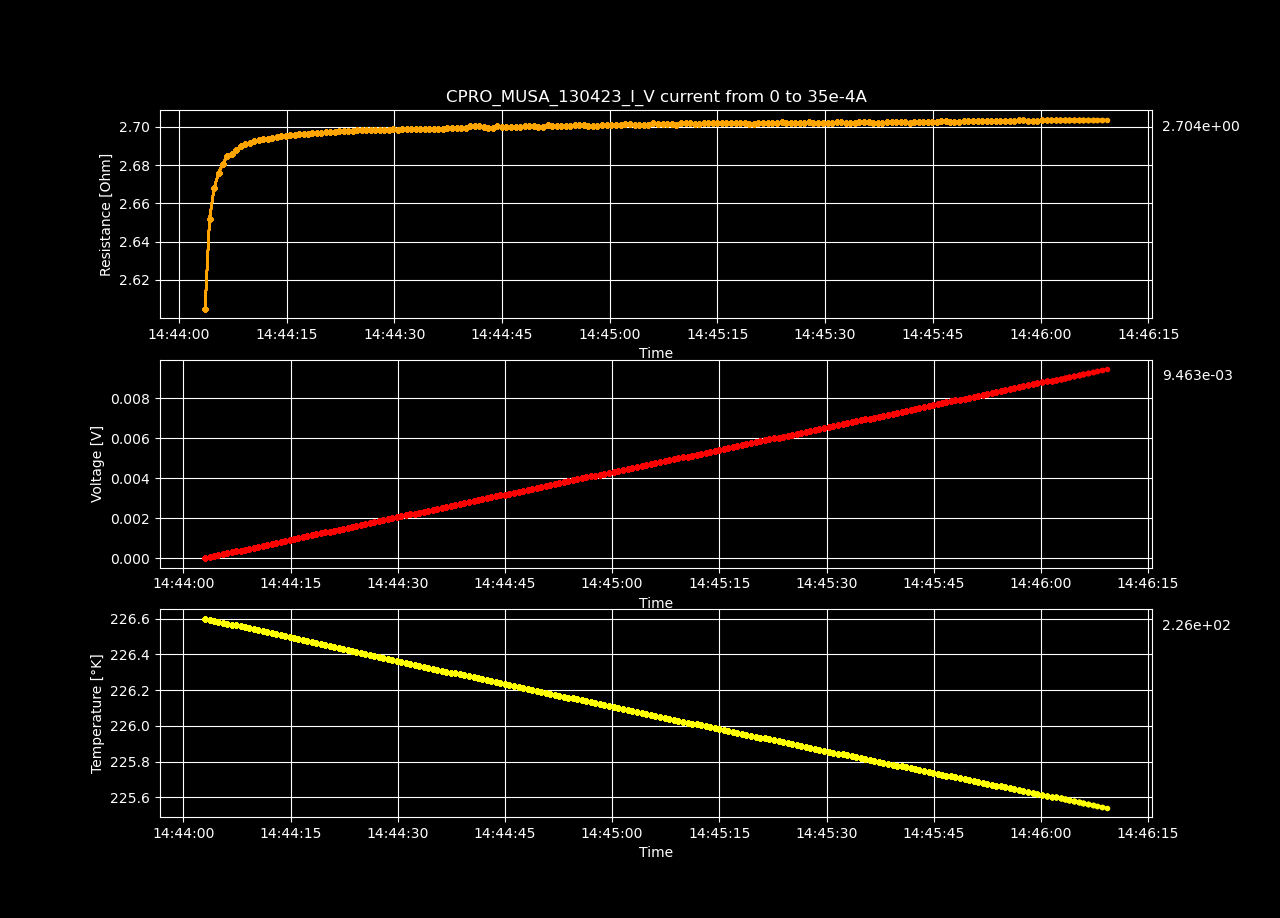 CPRO_MUSA_130423_I_V current from 0 to 35e-4A
2.70
2.68
2.66
2.64
2.62
Resistance [Ohm]
2.704e+00
14:44:00 14:44:15 14:44:30 14:44:45 14:45:00 14:45:15 14:45:30 14:45:45 14:46:00 14:46:15
Time
0.008
0.006
0.004
0.002
0.000
Voltage [V]
9.463e-03
14:44:00 14:44:15 14:44:30 14:44:45 14:45:00 14:45:15 14:45:30 14:45:45 14:46:00 14:46:15
Time
226.6
226.4
226.2
226.0
225.8
225.6
Temperature [°K]
2.26e+02
14:44:00 14:44:15 14:44:30 14:44:45 14:45:00 14:45:15 14:45:30 14:45:45 14:46:00 14:46:15
Time